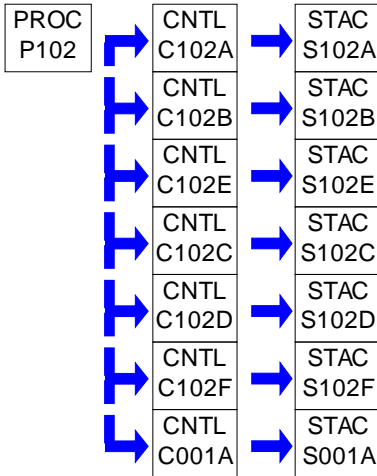 PROC
P102
CNTL
C102A
STAC
S102A
CNTL
C102B
STAC
S102B
CNTL
C102E
STAC
S102E
CNTL
C102C
STAC
S102C
CNTL
C102D
STAC
S102D
CNTL
C102F
STAC
S102F
CNTL
C001A
STAC
S001A